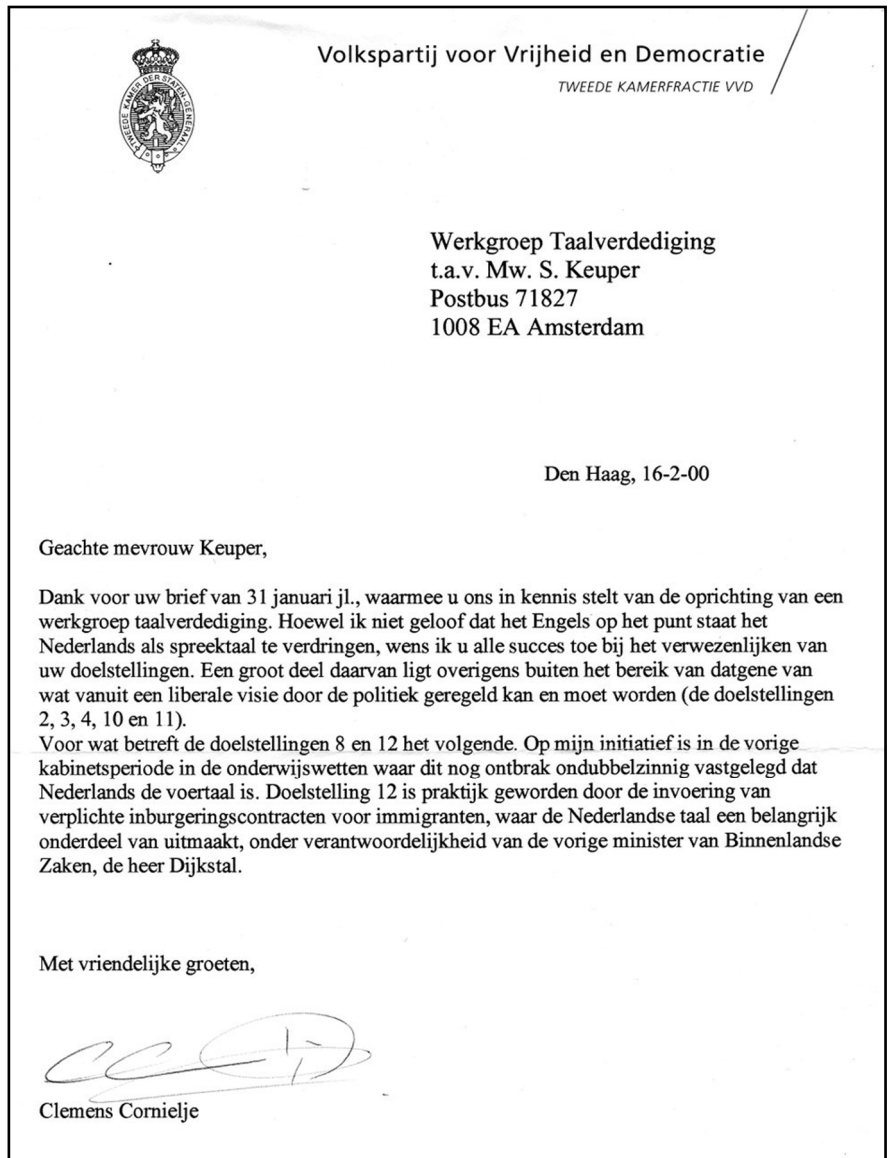 Volkspartij voor Vrijheid en Democratie
TWEEDE KAMERFRACTIE VVD
TWEEDE KAMER DER STATEN-GENERAAL
Werkgroep Taalverdediging
t.a.v. Mw. S. Keuper
Postbus 71827
1008 EA Amsterdam
Den Haag, 16-2-00
Geachte mevrouw Keuper,
Dank voor uw brief van 31 januari jl., waarmee u ons in kennis stelt van de oprichting van een
werkgroep taalverdediging. Hoewel ik niet geloof dat het Engels op het punt staat het
Nederlands als spreektaal te verdringen, wens ik u alle succes toe bij het verwezenlijken van
uw doelstellingen. Een groot deel daarvan ligt overigens buiten het bereik van datgene van
wat vanuit een liberale visie door de politiek geregeld kan en moet worden (de doelstellingen
2, 3, 4, 10 en 11).
Voor wat betreft de doelstellingen 8 en 12 het volgende. Op mijn initiatief is in de vorige
kabinetsperiode in de onderwijswetten waar dit nog ontbrak ondubbelzinnig vastgelegd dat
Nederlands de voertaal is. Doelstelling 12 is praktijk geworden door de invoering van
verplichte inburgeringscontracten voor immigranten, waar de Nederlandse taal een belangrijk
onderdeel van uitmaakt, onder verantwoordelijkheid van de vorige minister van Binnenlandse
Zaken, de heer Dijkstal.
Met vriendelijke groeten,
Clemens Cornielje